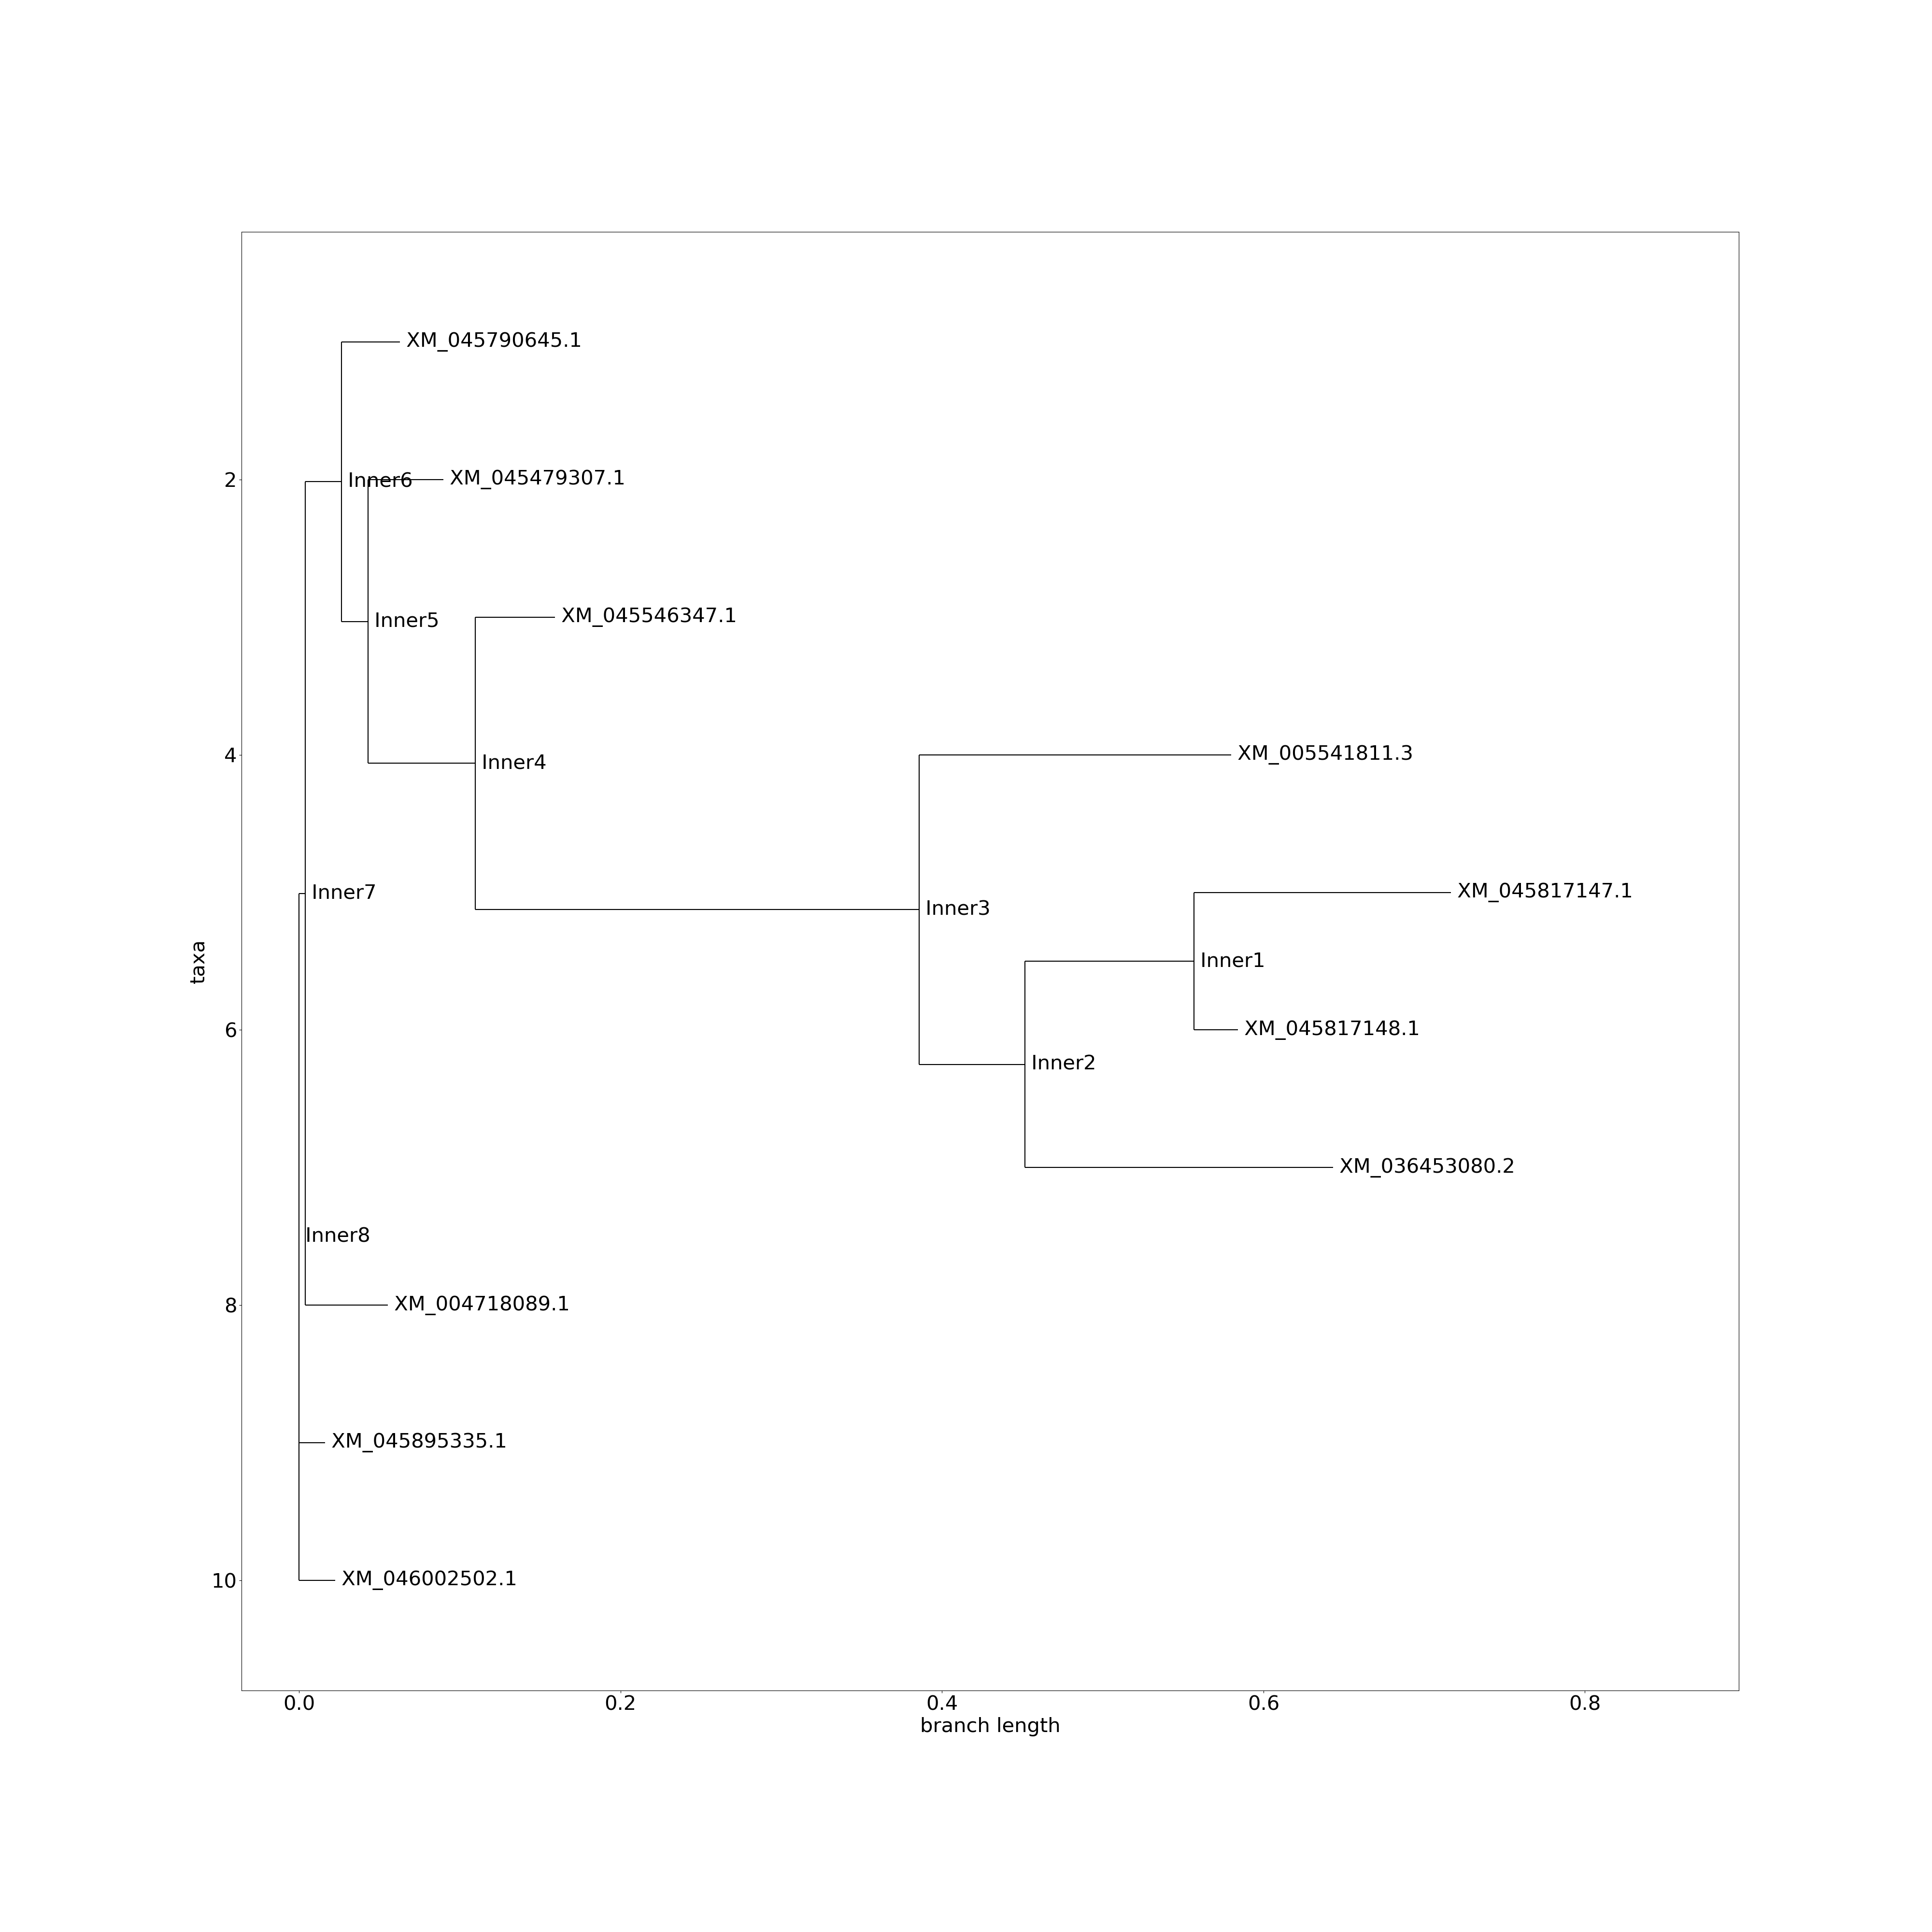 XM_045790645.1
2
Inner6
XM_045479307.1
XM_045546347.1
Inner5
4
XM_005541811.3
Inner4
Inner7
XM_045817147.1
Inner3
taxa
Inner1
6
XM_045817148.1
Inner2
XM_036453080.2
Inner8
8
XM_004718089.1
XM_045895335.1
10
XM_046002502.1
0.0 0.2 0.4 0.6 0.8
branch length